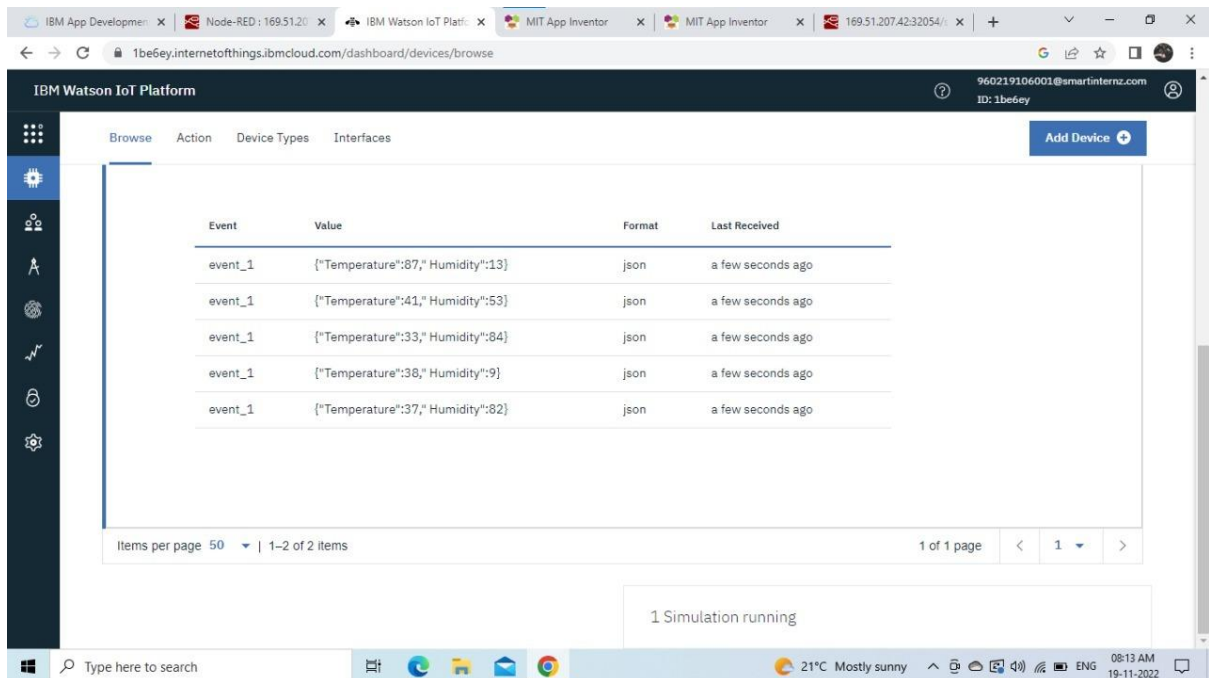 IBM App Developmen
Node-RED : 169.51.20
IBM Watson IoT Platfo
MIT App Inventor
MIT App Inventor
169.51.207.42:32054/
1be6ey.internetofthings.ibmcloud.com/dashboard/devices/browse
IBM Watson IoT Platform
960219106001@smartinternz.com
ID: 1be6ey
Browse Action Device Types Interfaces Add Device
Event Value Format Last Received
event_1 {"Temperature":87," Humidity":13} json a few seconds ago
event_1 {"Temperature":41," Humidity":53} json a few seconds ago
event_1 {"Temperature":33," Humidity":84} json a few seconds ago
event_1 {"Temperature":38," Humidity":9} json a few seconds ago
event_1 {"Temperature":37," Humidity":82} json a few seconds ago
Items per page 50 | 1–2 of 2 items 1 of 1 page < 1 >
1 Simulation running
Type here to search 21°C Mostly sunny ENG 08:13 AM
19-11-2022